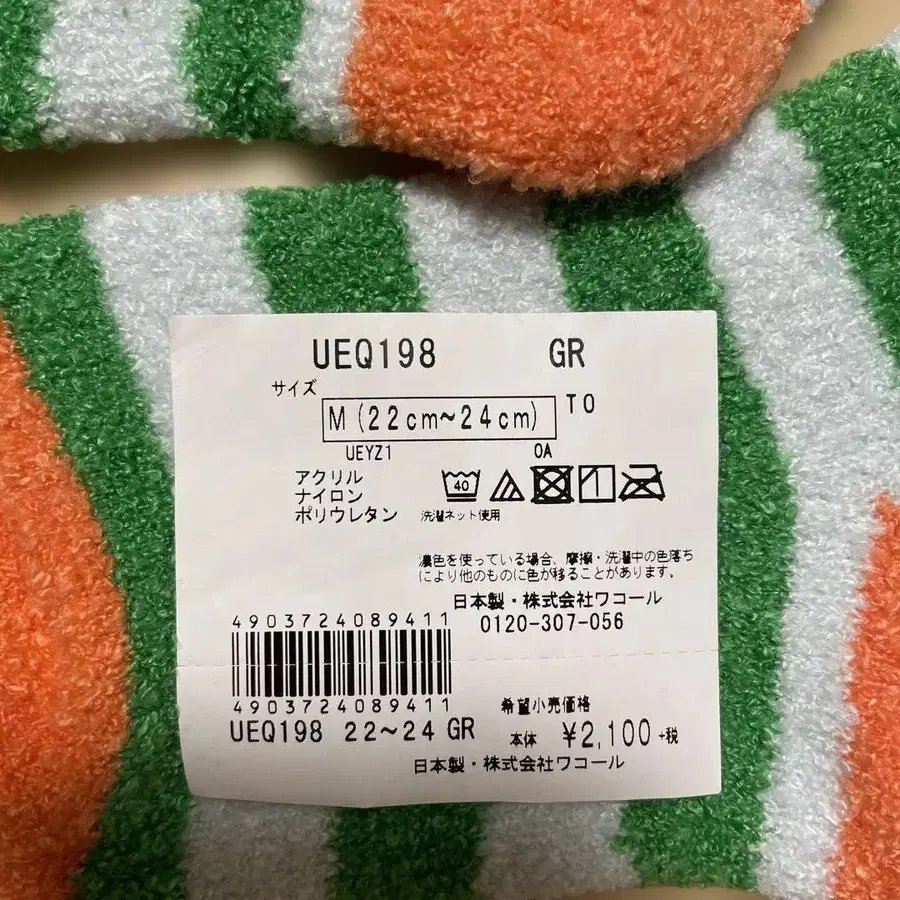 UEQ198 GR
サイズ
M(22cm~24cm) TO
UEYZ1 OA
アクリル
ナイロン
ポリウレタン
40
洗濯ネット使用
濃色を使っている場合、摩擦・洗濯中の色落ち
により他のものに色が移ることがあります。
日本製・株式会社ワコール
0120-307-056
4903724089411
4903724089411
UEQ198 22~24 GR
希望小売価格
本体 ¥2,100+税
日本製・株式会社ワコール